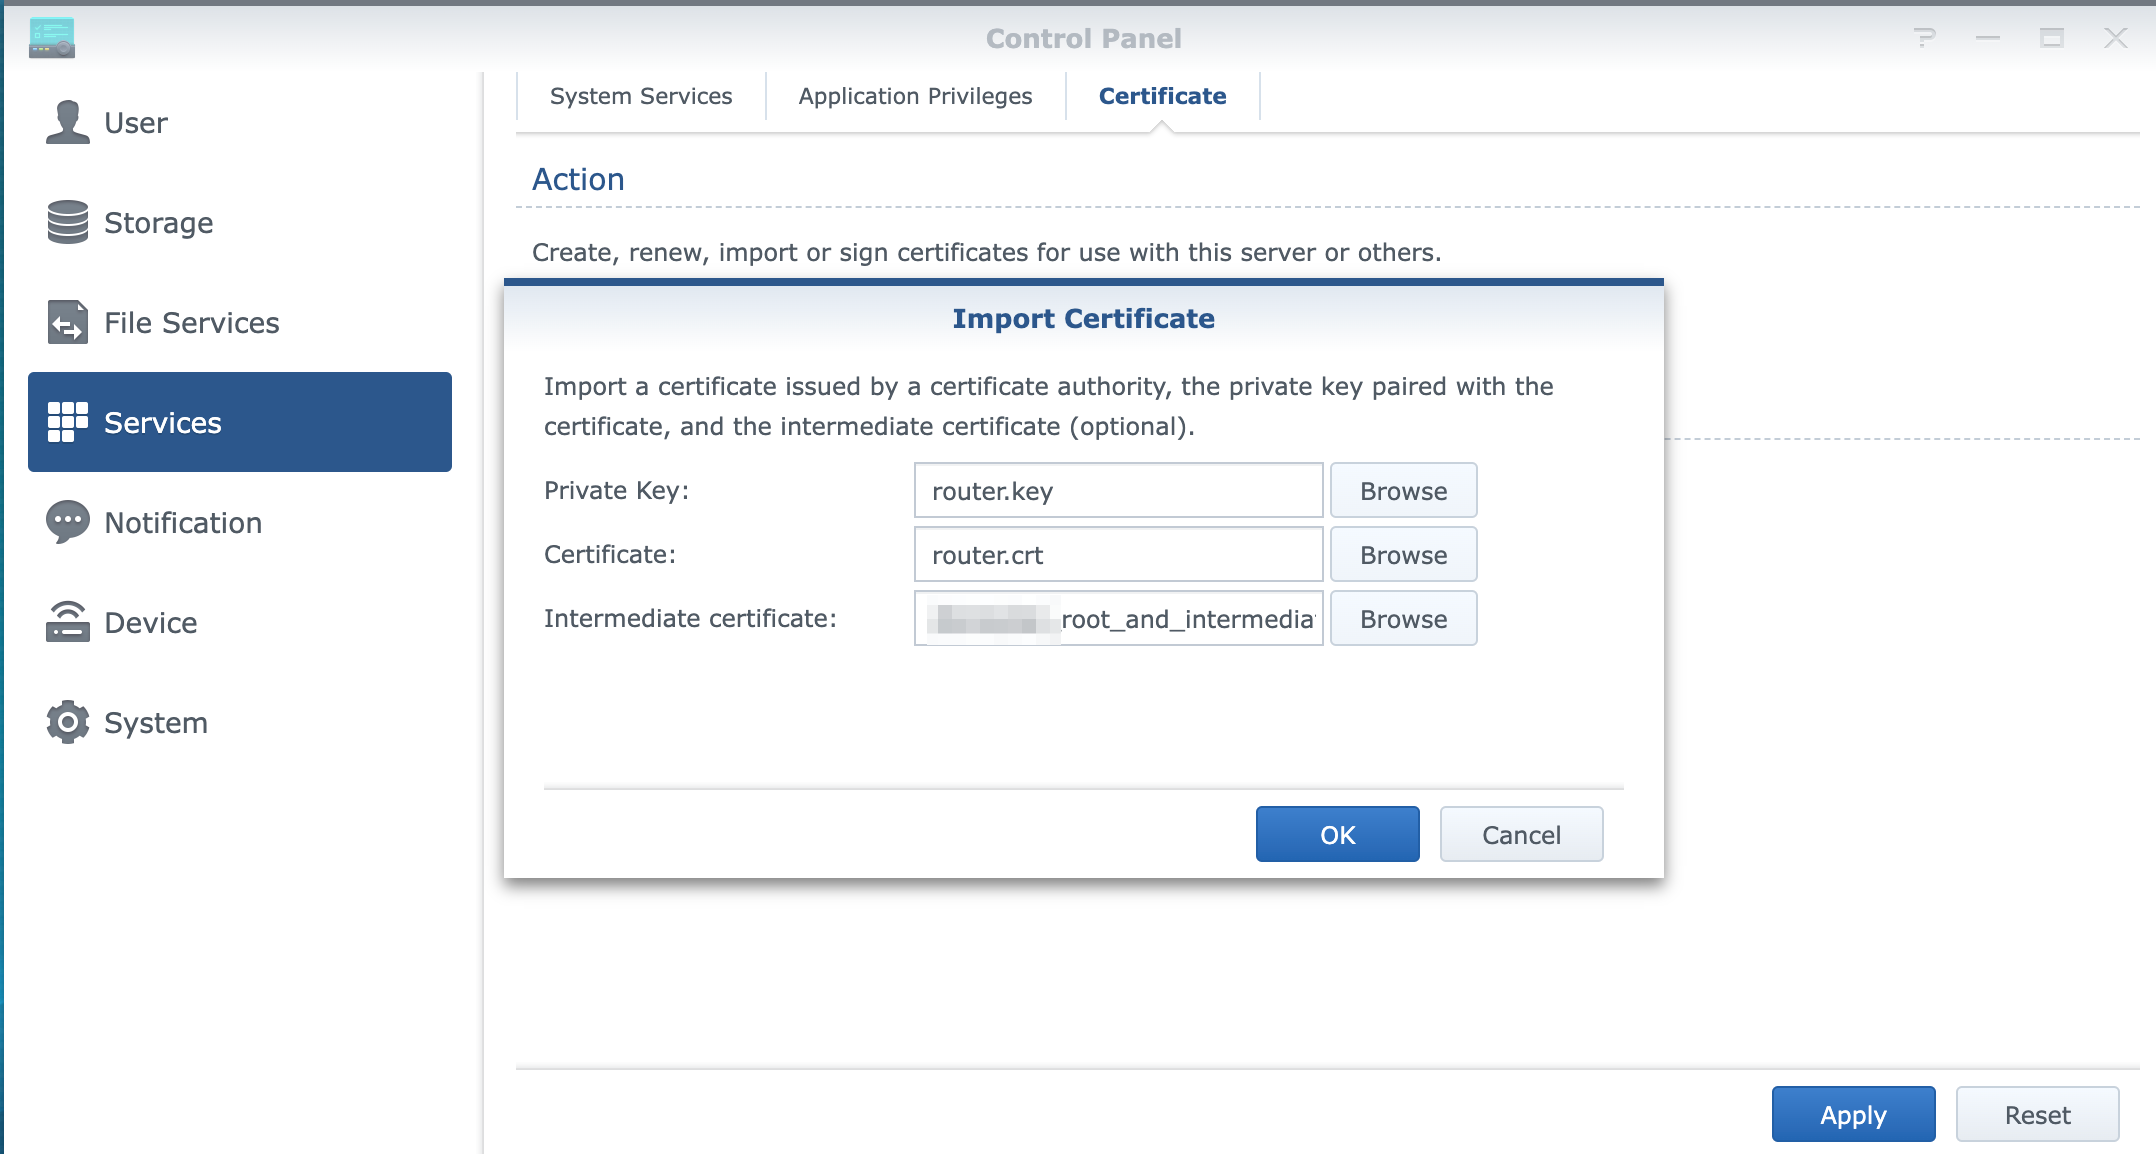 Control Panel
User
Storage
File Services
Services
Notification
Device
System
System Services
Application Privileges
Certificate
Action
Create, renew, import or sign certificates for use with this server or others.
Import Certificate
Import a certificate issued by a certificate authority, the private key paired with the
certificate, and the intermediate certificate (optional).
Private Key: router.key Browse
Certificate: router.crt Browse
Intermediate certificate: root_and_intermedia Browse
OK Cancel
Apply Reset